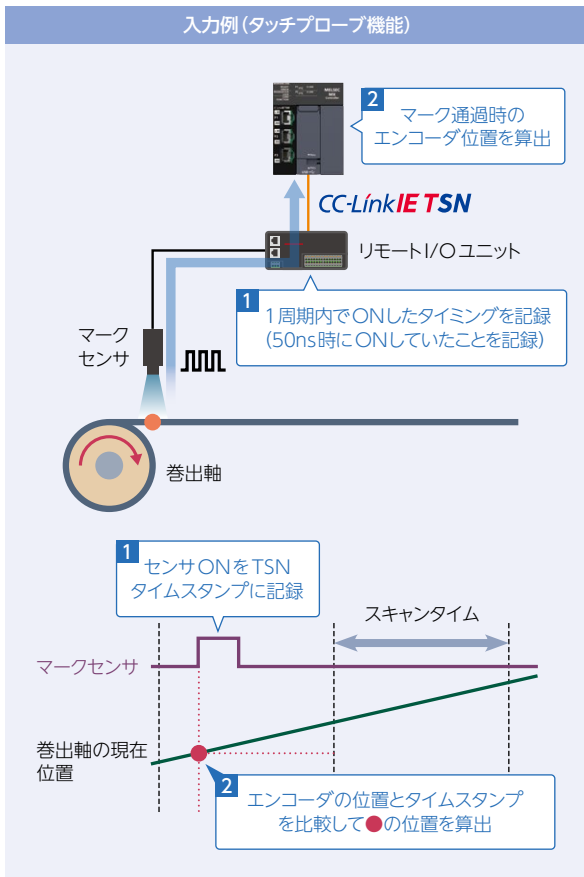 入力例（タッチプローブ機能）
2
マーク通過時の
エンコーダ位置を算出
CC-Link IE TSN
リモートI/Oユニット
1
1周期内でONしたタイミングを記録
（50ns時にONしていたことを記録）
マーク
センサ
巻出軸
1
センサONをTSN
タイムスタンプに記録
スキャンタイム
マークセンサ
巻出軸の現在
位置
2
エンコーダの位置とタイムスタンプ
を比較して●の位置を算出